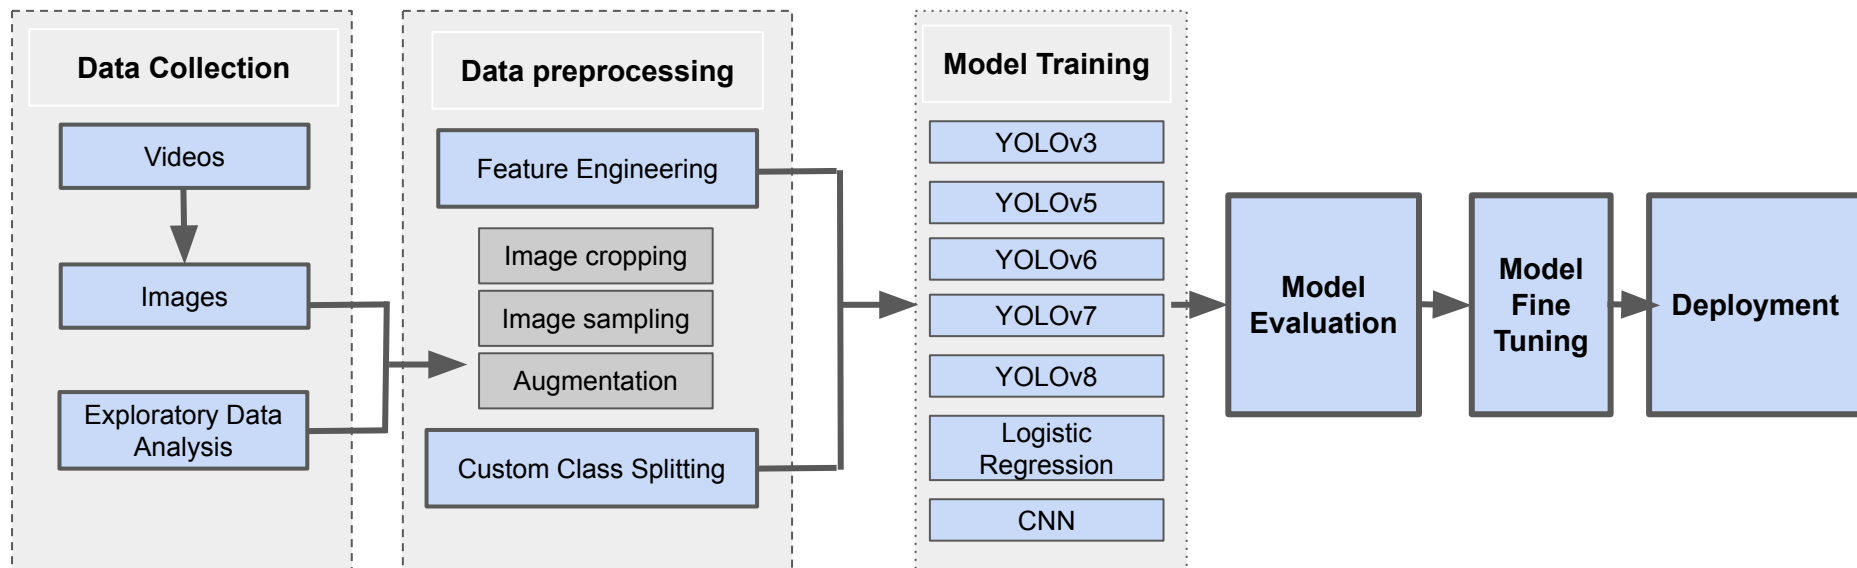 Data Collection
Videos
Images
Exploratory Data
Analysis
Data preprocessing
Feature Engineering
Image cropping
Image sampling
Augmentation
Custom Class Splitting
Model Training
YOLOv3
YOLOv5
YOLOv6
YOLOv7
YOLOv8
Logistic
Regression
CNN
Model
Evaluation
Model
Fine
Tuning
Deployment